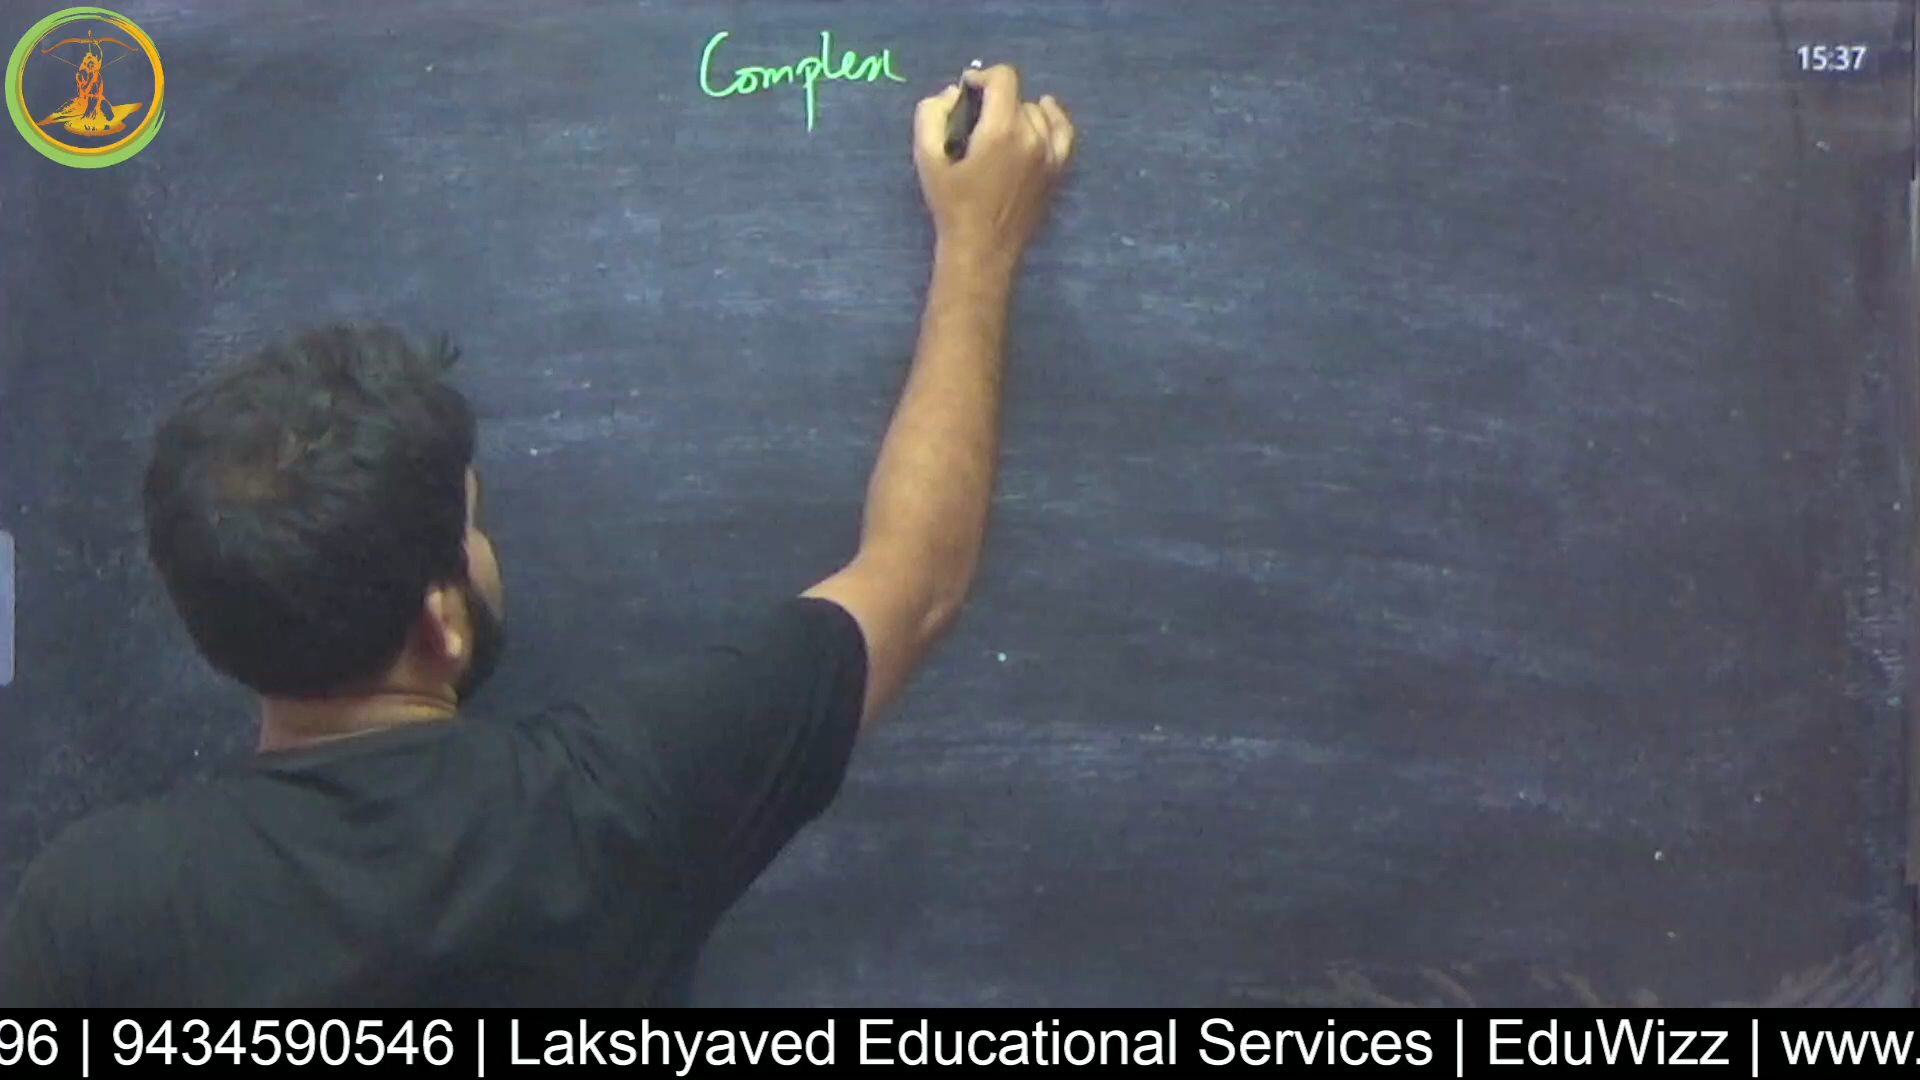 Complex
15:37
96 | 9434590546 | Lakshyaved Educational Services | EduWizz | www.